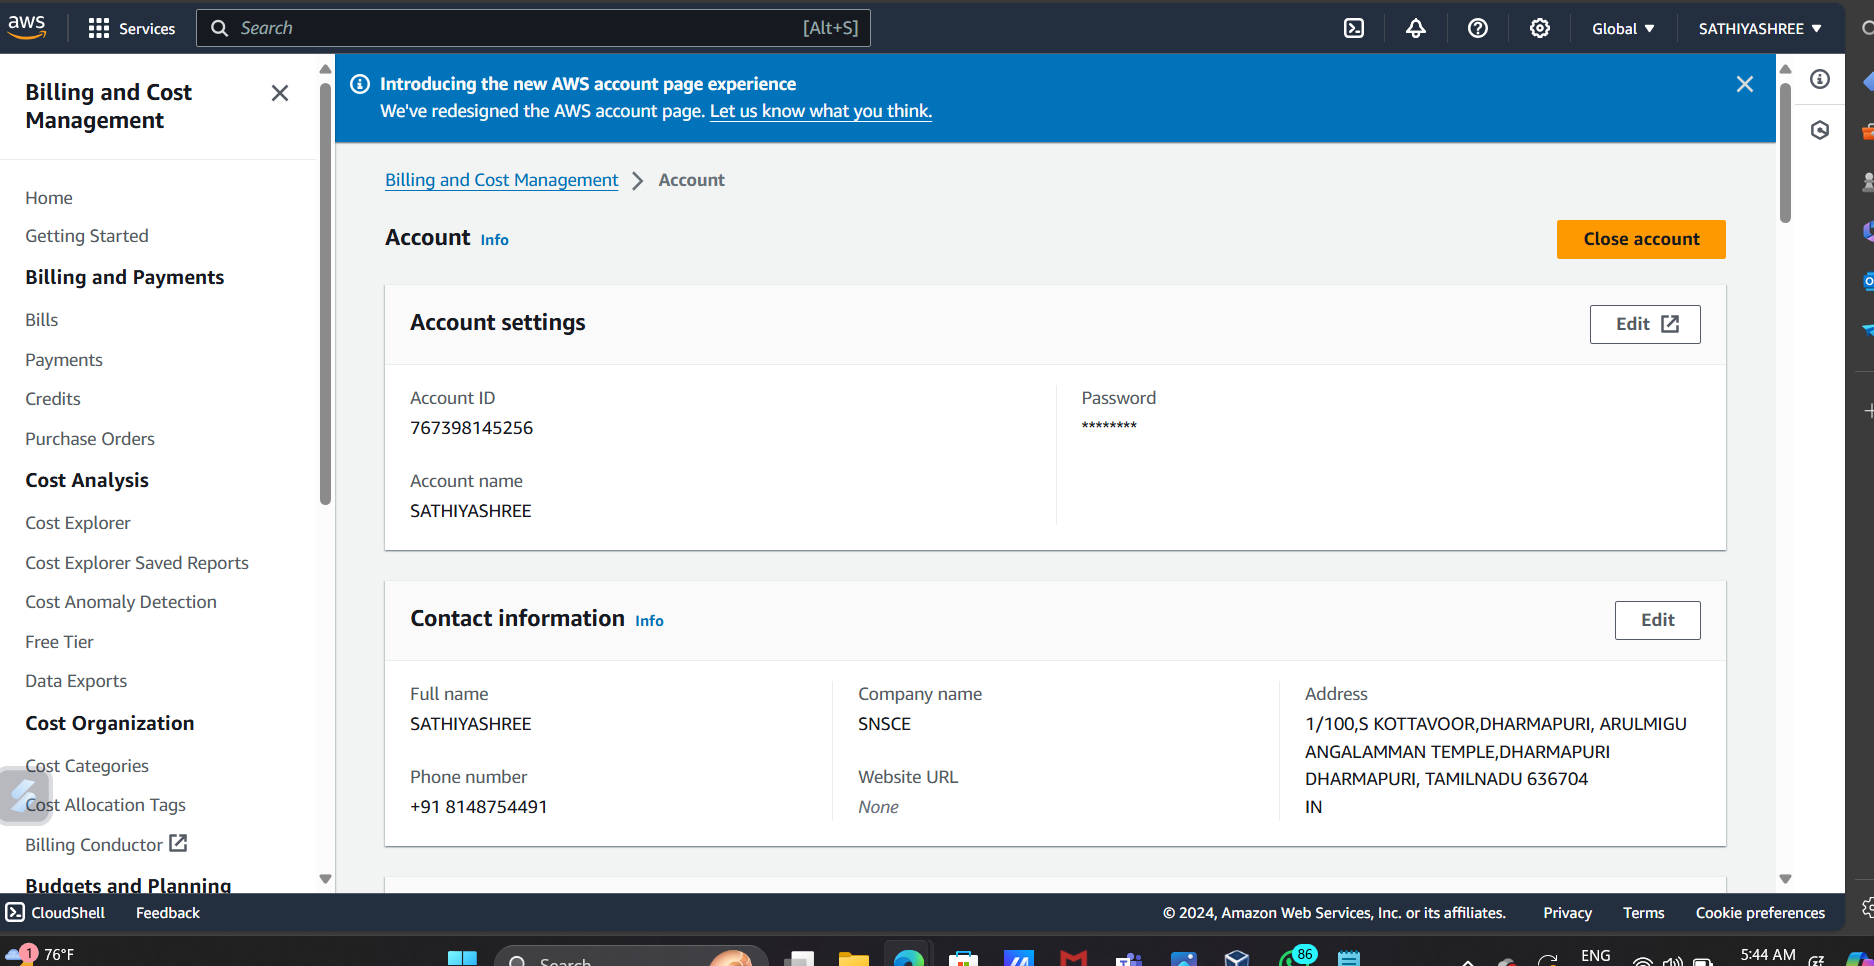 aws
Services
Search
[Alt+S]
Global
SATHIYASHREE
Billing and Cost
Management
Home
Getting Started
Billing and Payments
Bills
Payments
Credits
Purchase Orders
Cost Analysis
Cost Explorer
Cost Explorer Saved Reports
Cost Anomaly Detection
Free Tier
Data Exports
Cost Organization
Cost Categories
Cost Allocation Tags
Billing Conductor
Budgets and Planning
Introducing the new AWS account page experience
We've redesigned the AWS account page. Let us know what you think.
Billing and Cost Management > Account
Account Info
Close account
Account settings
Edit
Account ID
767398145256
Account name
SATHIYASHREE
Password
********
Contact information Info
Edit
Full name
SATHIYASHREE
Phone number
+91 8148754491
Company name
SNSCE
Website URL
None
Address
1/100,S KOTTAVOOR,DHARMAPURI, ARULMIGU
ANGALAMMAN TEMPLE,DHARMAPURI
DHARMAPURI, TAMILNADU 636704
IN
CloudShell
Feedback
© 2024, Amazon Web Services, Inc. or its affiliates.
Privacy
Terms
Cookie preferences
1
76°F
Search
86
ENG
5:44 AM